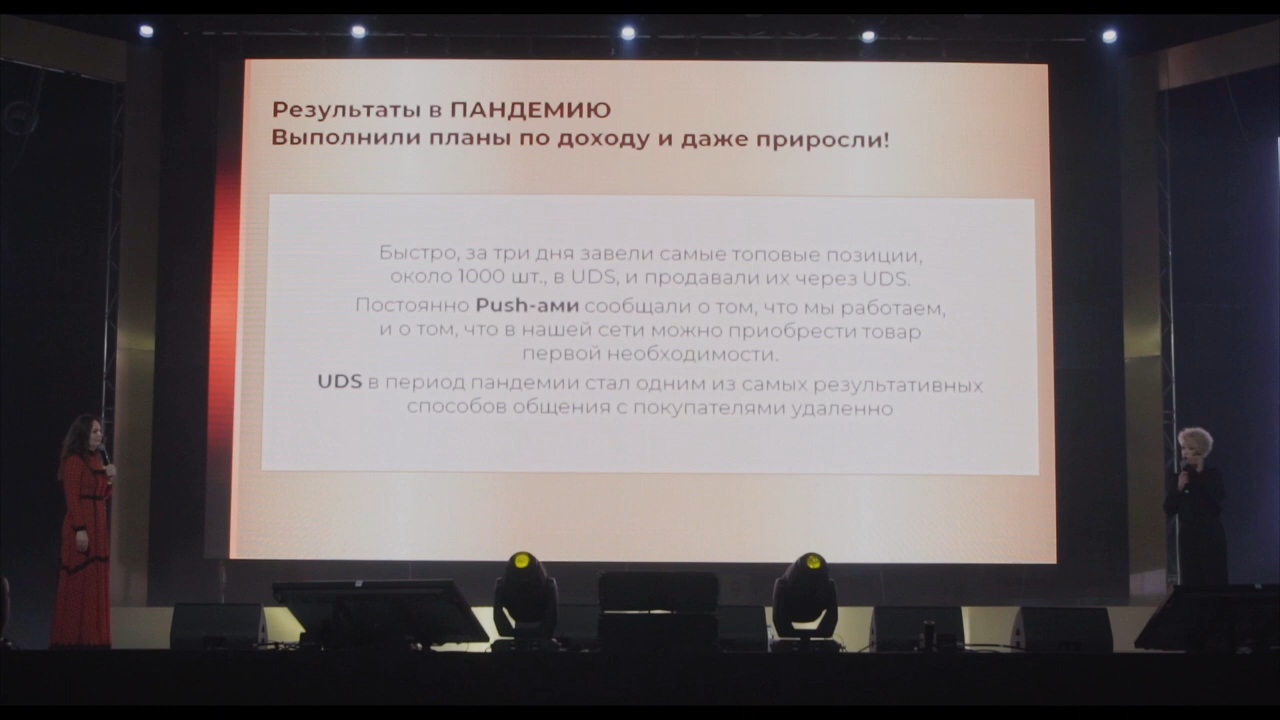 Результаты в ПАНДЕМИЮ
Выполнили планы по доходу и даже приросли!
Быстро, за три дня завели самые топовые позиции,
около 1000 шт., в UDS, и продавали их через UDS.
Постоянно Push-ами сообщали о том, что мы работаем,
и о том, что в нашей сети можно приобрести товар
первой необходимости.
UDS в период пандемии стал одним из самых результативных
способов общения с покупателями удаленно